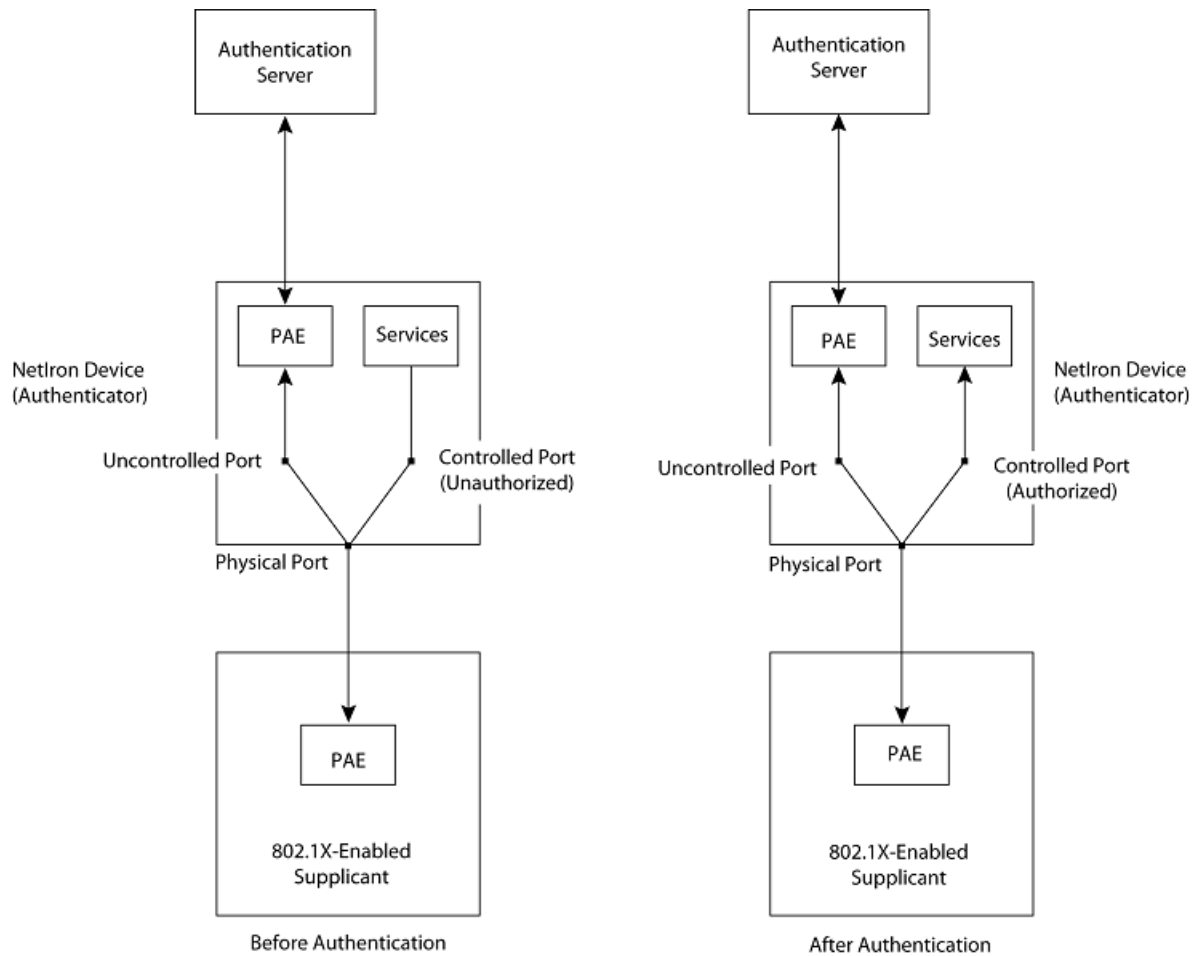 Authentication
Server
PAE
Services
NetIron Device
(Authenticator)
Uncontrolled Port
Controlled Port
(Unauthorized)
Physical Port
PAE
802.1X-Enabled
Supplicant
Before Authentication
Authentication
Server
PAE
Services
NetIron Device
(Authenticator)
Uncontrolled Port
Controlled Port
(Authorized)
Physical Port
PAE
802.1X-Enabled
Supplicant
After Authentication